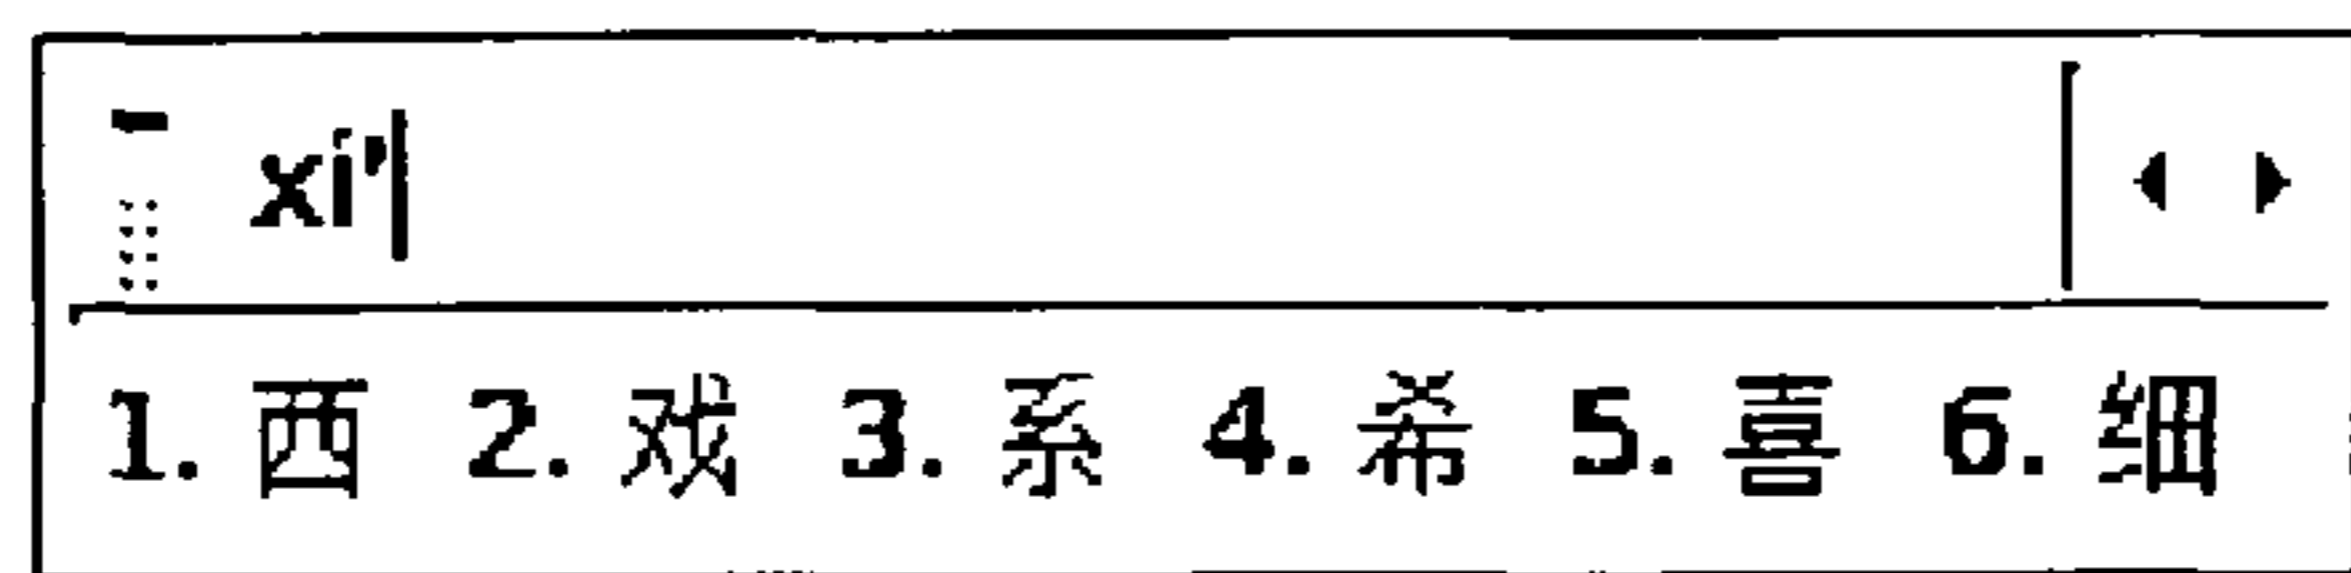 xi'
1. 西 2. 戏 3. 系 4. 希 5. 喜 6. 细